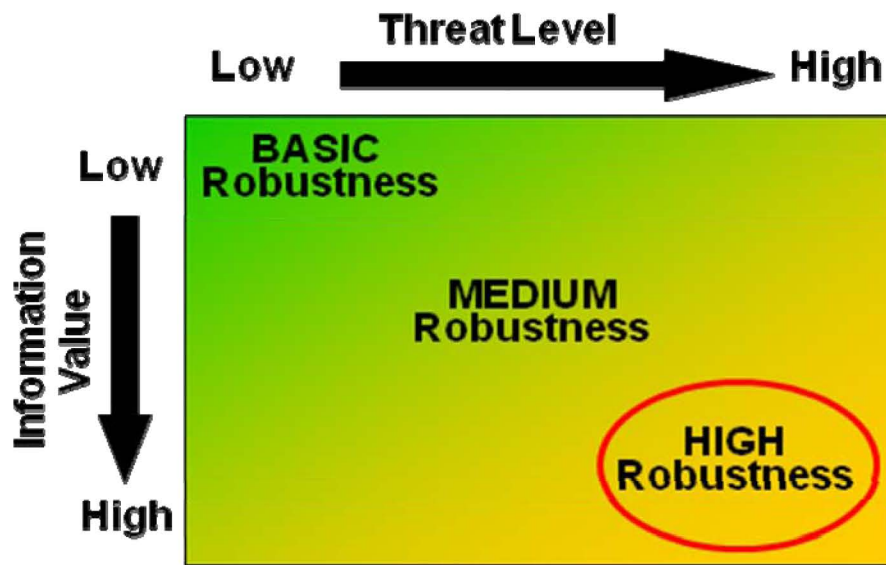 Threat Level
Low
High
Low
Information
Value
High
BASIC
Robustness
MEDIUM
Robustness
HIGH
Robustness